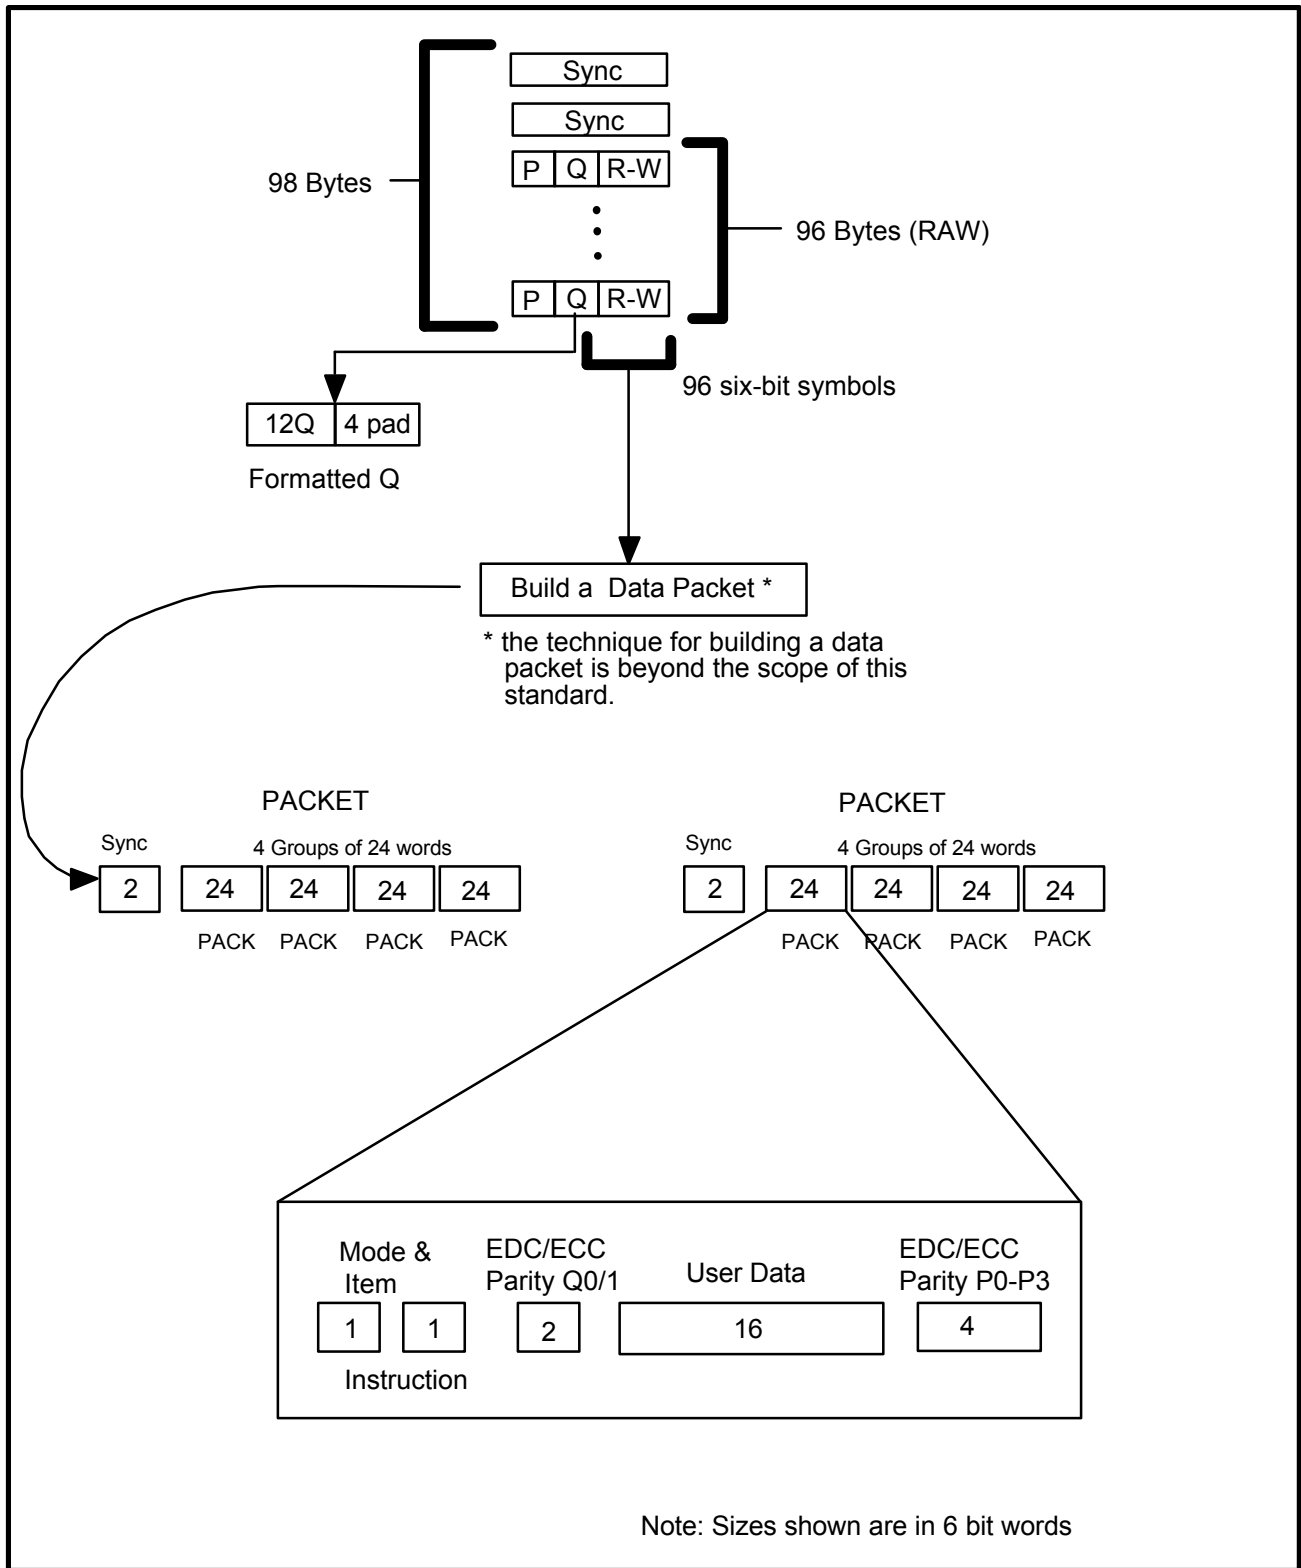 Sync
Sync
P Q R-W
98 Bytes
96 Bytes (RAW)
P Q R-W
96 six-bit symbols
12Q 4 pad
Formatted Q
Build a Data Packet *
* the technique for building a data
packet is beyond the scope of this
standard.
PACKET
Sync 4 Groups of 24 words
2 24 24 24 24
PACK PACK PACK PACK
PACKET
Sync 4 Groups of 24 words
2 24 24 24 24
PACK PACK PACK PACK
Mode &
Item
EDC/ECC
Parity Q0/1
User Data
EDC/ECC
Parity P0-P3
1 1 2 16 4
Instruction
Note: Sizes shown are in 6 bit words